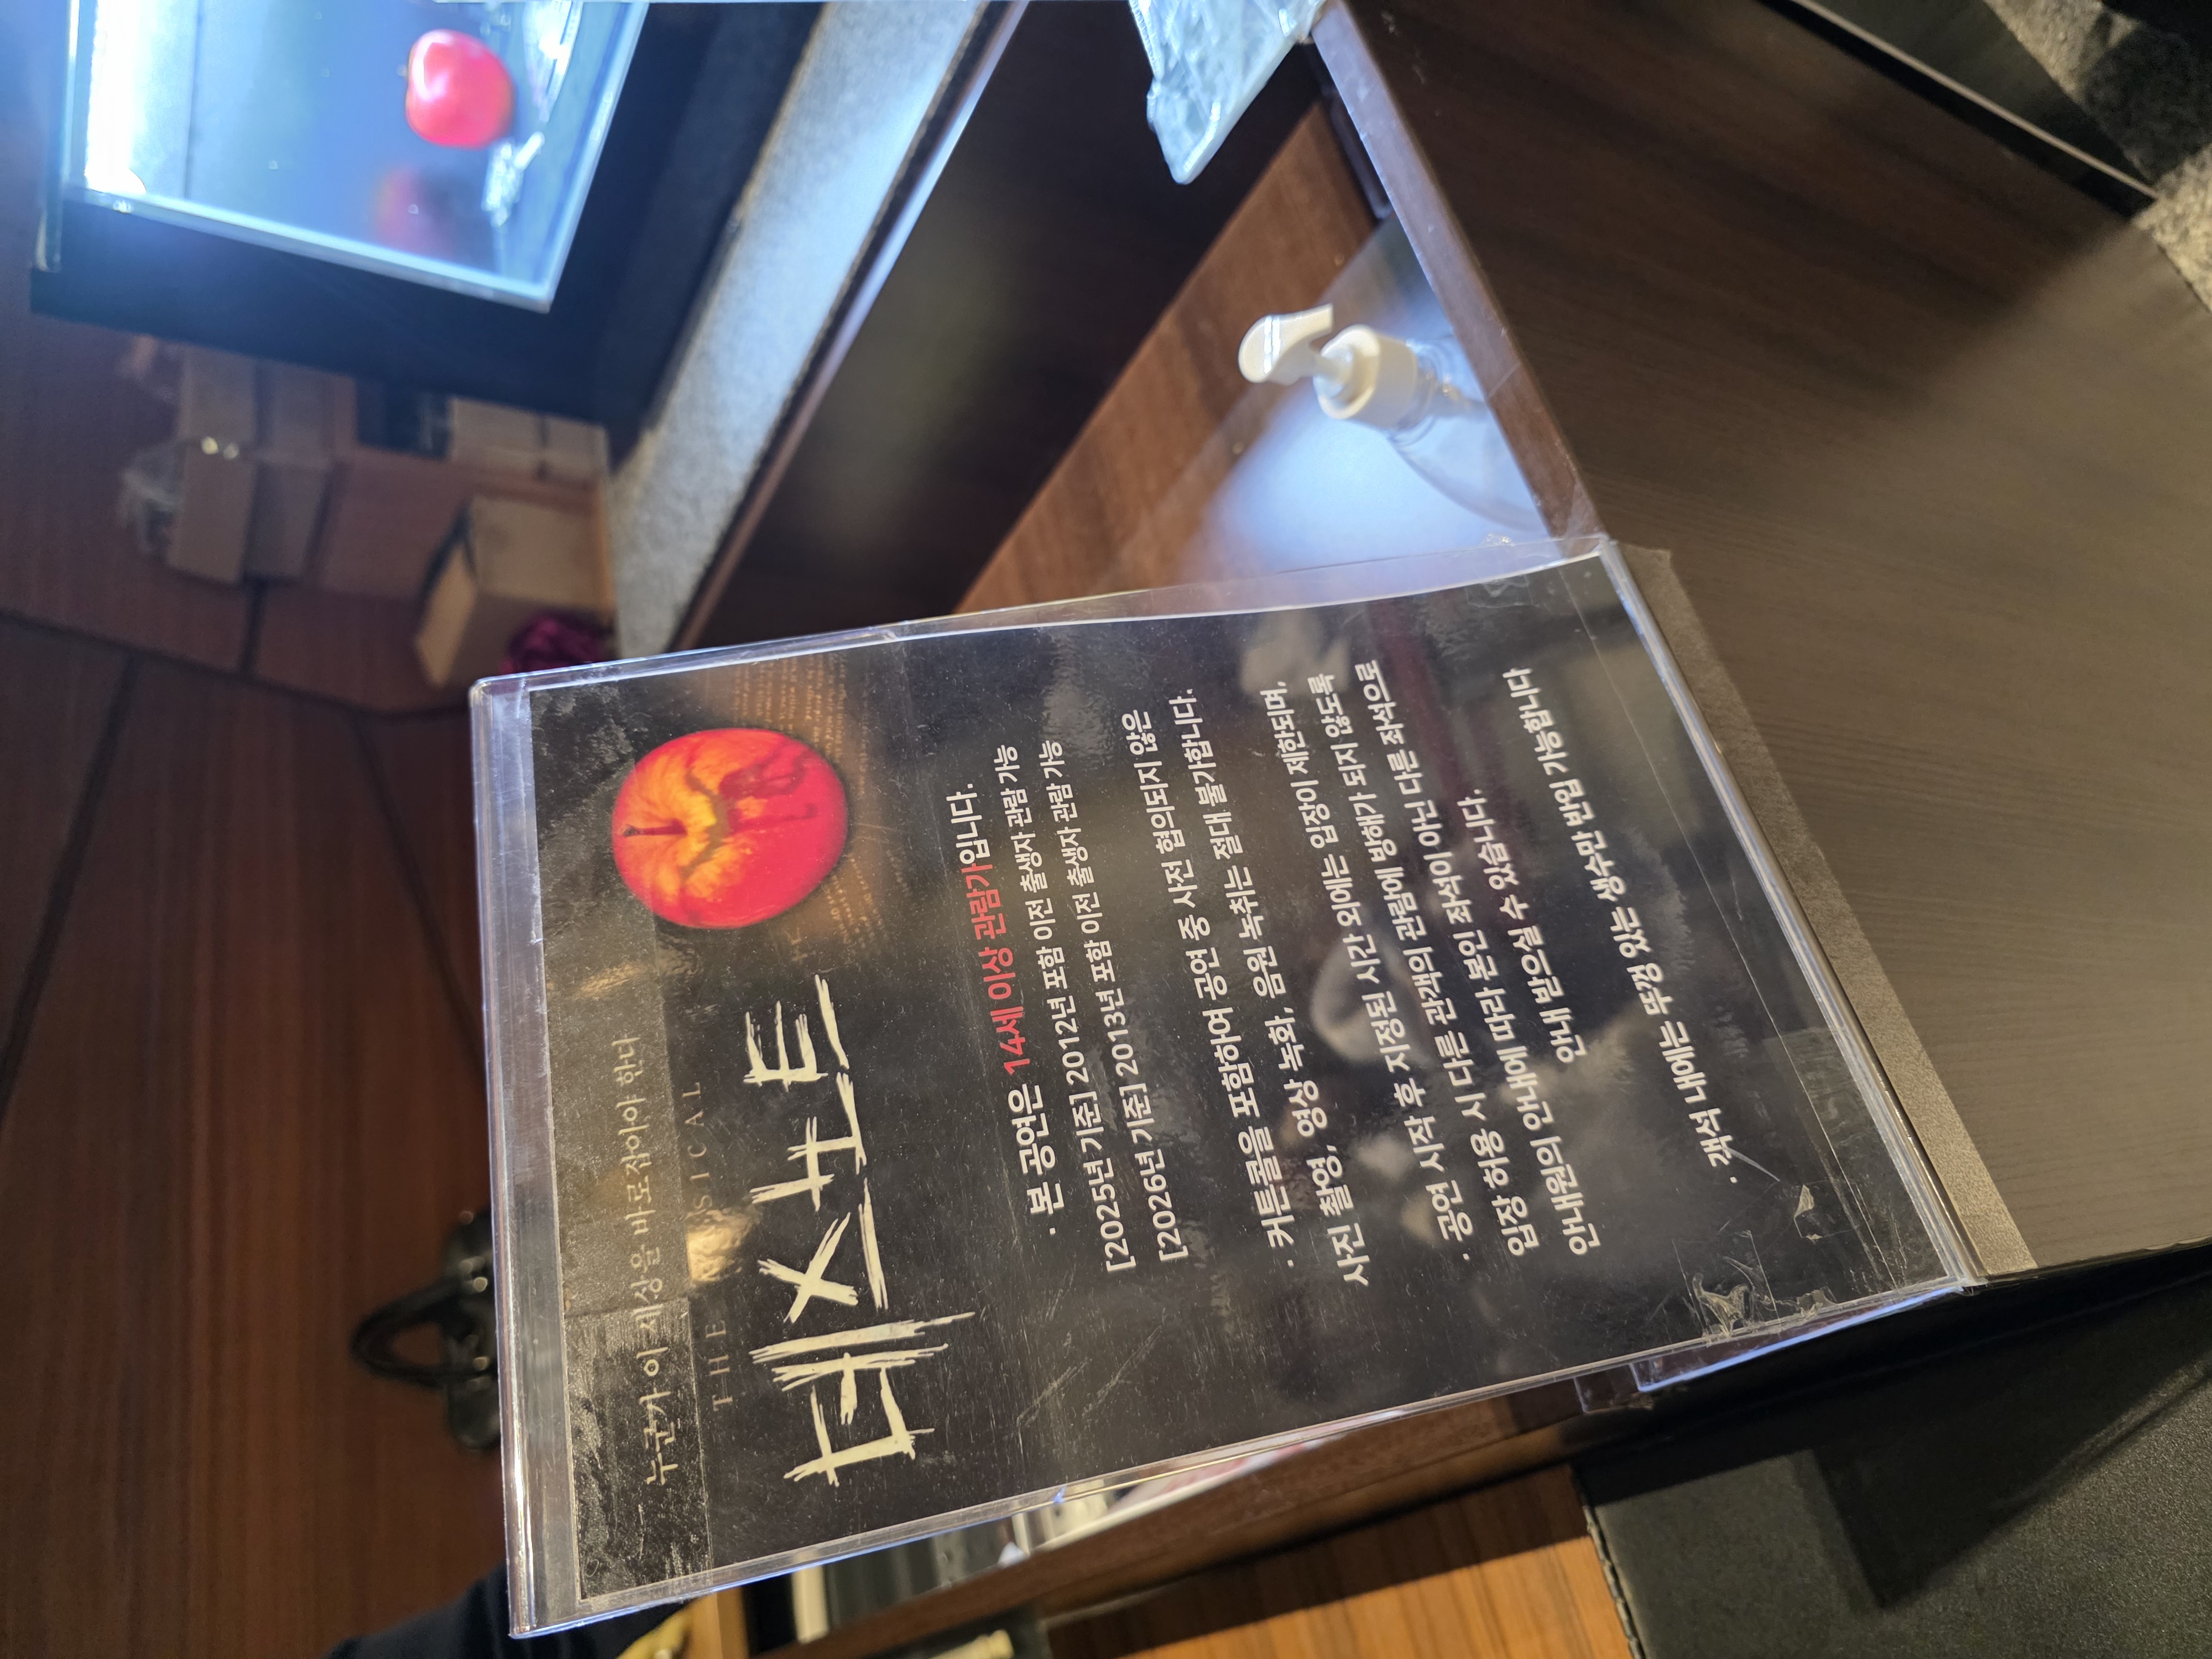 누군가 이 세상을 바로잡아야 한다
THE MUSICAL
데스노트
· 본 공연은 14세 이상 관람가입니다.
[2025년 기준] 2012년 포함 이전 출생자 관람 가능
[2026년 기준] 2013년 포함 이전 출생자 관람 가능
· 커튼콜을 포함하여 공연 중 사전 협의되지 않은
사진 촬영, 영상 녹화, 음원 녹취는 절대 불가합니다.
· 공연 시작 후 지정된 시간 외에는 입장이 제한되며,
입장 허용 시 다른 관객의 관람에 방해가 되지 않도록
안내원의 안내에 따라 본인 좌석이 아닌 다른 좌석으로
안내 받으실 수 있습니다.
· 객석 내에는 뚜껑 있는 생수만 반입 가능합니다